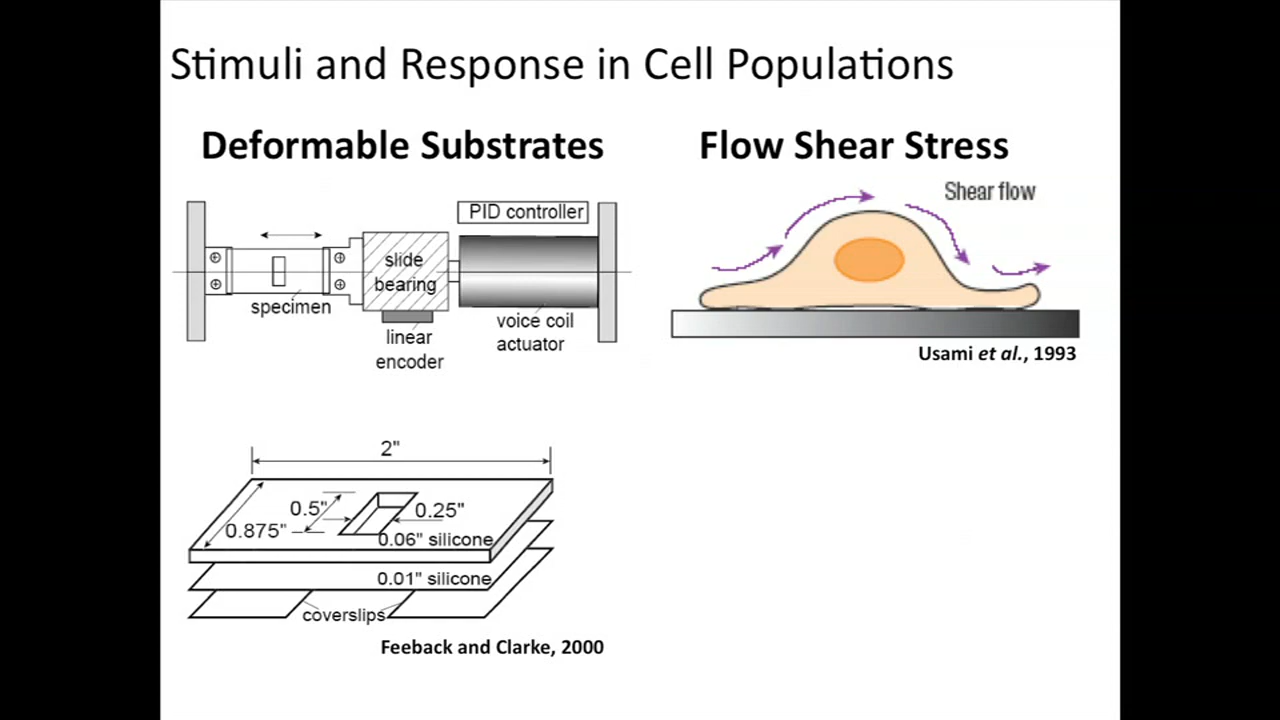 Stimuli and Response in Cell Populations
Deformable Substrates
PID controller
slide
bearing
specimen
linear
encoder
voice coil
actuator
2"
0.5"
0.25"
0.875"
0.06" silicone
0.01" silicone
coverslips
Feeback and Clarke, 2000
Flow Shear Stress
Shear flow
Usami et al., 1993